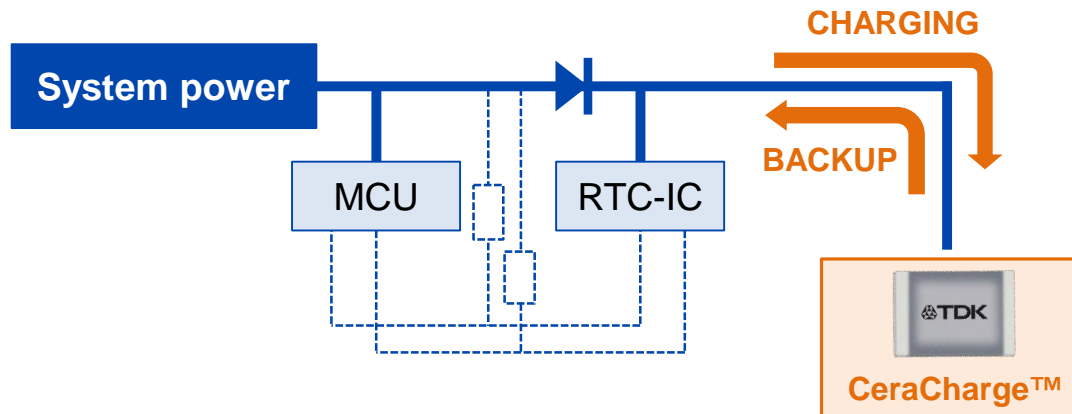 CHARGING
System power
BACKUP
MCU
RTC-IC
TDK
CeraCharge™